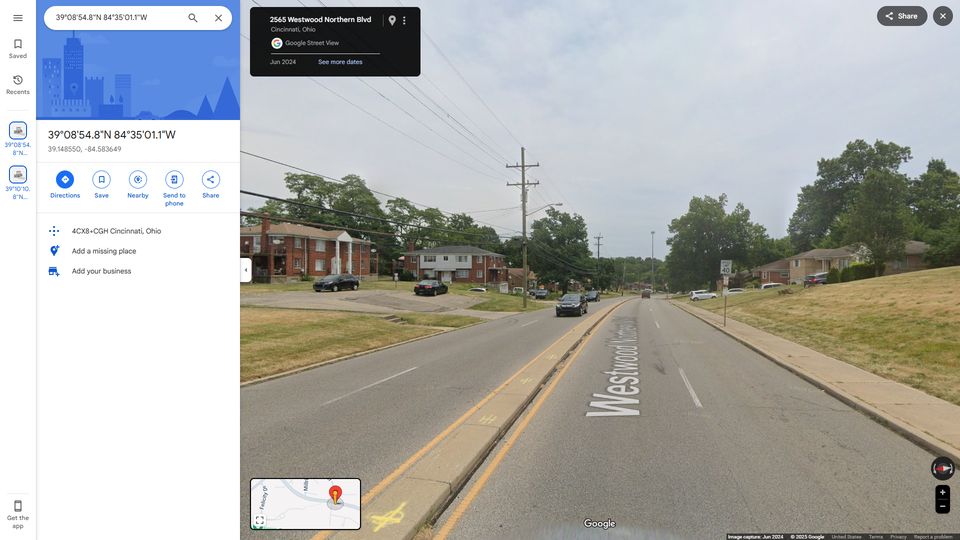 39°08'54.8"N 84°35'01.1"W
Saved
Recents
39°08'54.
8"N...
39°10'10.
8"N...
Get the
app
39°08'54.8"N 84°35'01.1"W
39.148550, -84.583649
Directions
Save
Nearby
Send to
phone
Share
4CX8+CGH Cincinnati, Ohio
Add a missing place
Add your business
2565 Westwood Northern Blvd
Cincinnati, Ohio
Google Street View
Jun 2024
See more dates
Share
40
Westwood Northern
Felicity
Google
Image capture: Jun 2024
© 2025 Google
United States
Terms
Privacy
Report a problem